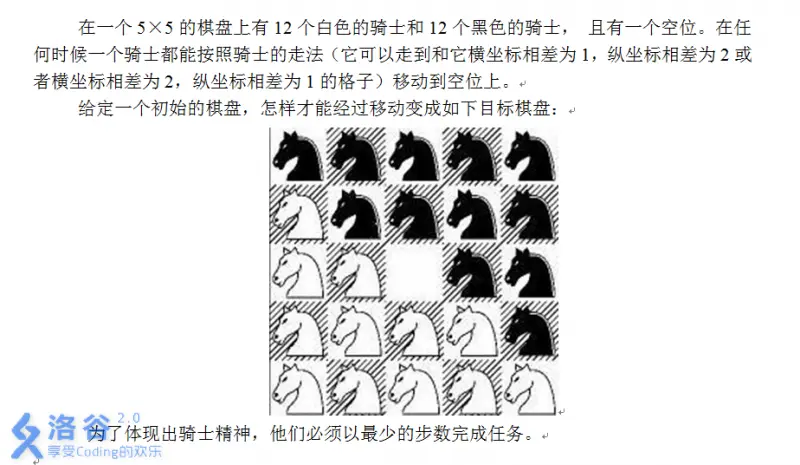 在一个 5×5 的棋盘上有 12 个白色的骑士和 12 个黑色的骑士， 且有一个空位。在任
何时候一个骑士都能按照骑士的走法（它可以走到和它横坐标相差为 1，纵坐标相差为 2 或
者横坐标相差为 2，纵坐标相差为 1 的格子）移动到空位上。
给定一个初始的棋盘，怎样才能经过移动变成如下目标棋盘：
为了体现出骑士精神，他们必须以最少的步数完成任务。
洛谷 2.0
享受Coding的欢乐